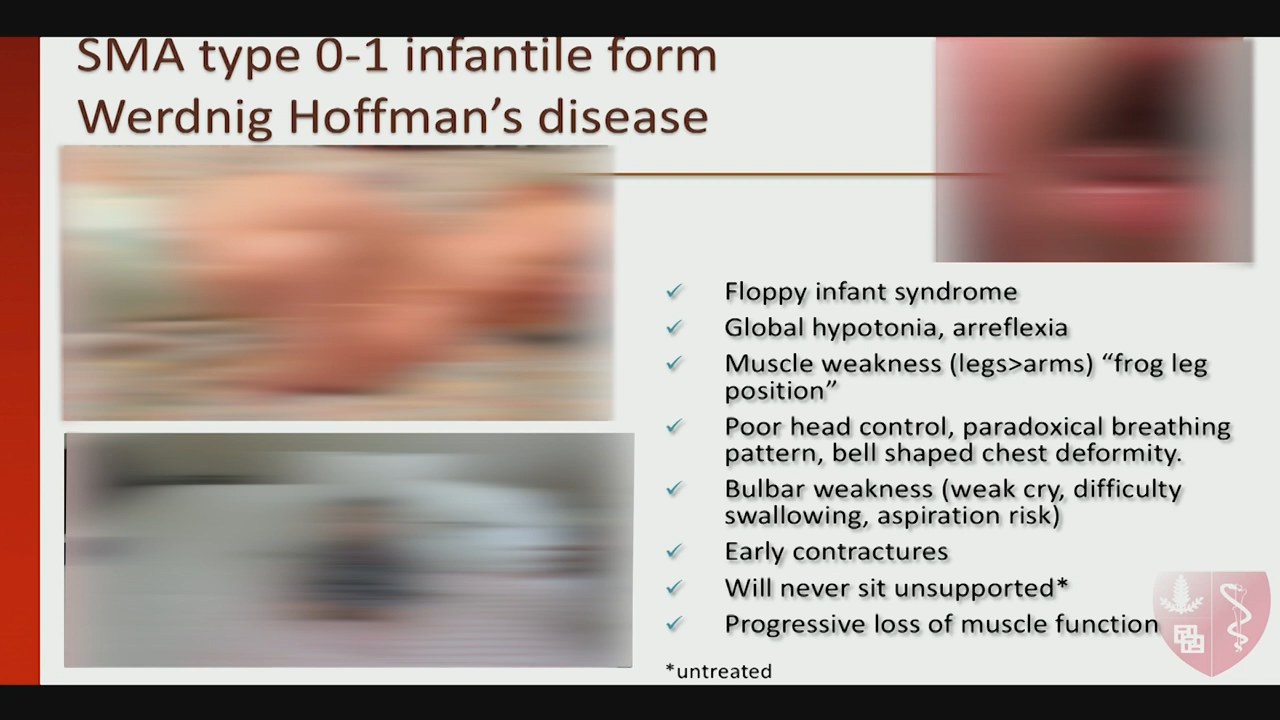 SMA type 0-1 infantile form
Werdnig Hoffman’s disease
Floppy infant syndrome
Global hypotonia, arreflexia
Muscle weakness (legs>arms) “frog leg
position”
Poor head control, paradoxical breathing
pattern, bell shaped chest deformity.
Bulbar weakness (weak cry, difficulty
swallowing, aspiration risk)
Early contractures
Will never sit unsupported*
Progressive loss of muscle function
*untreated